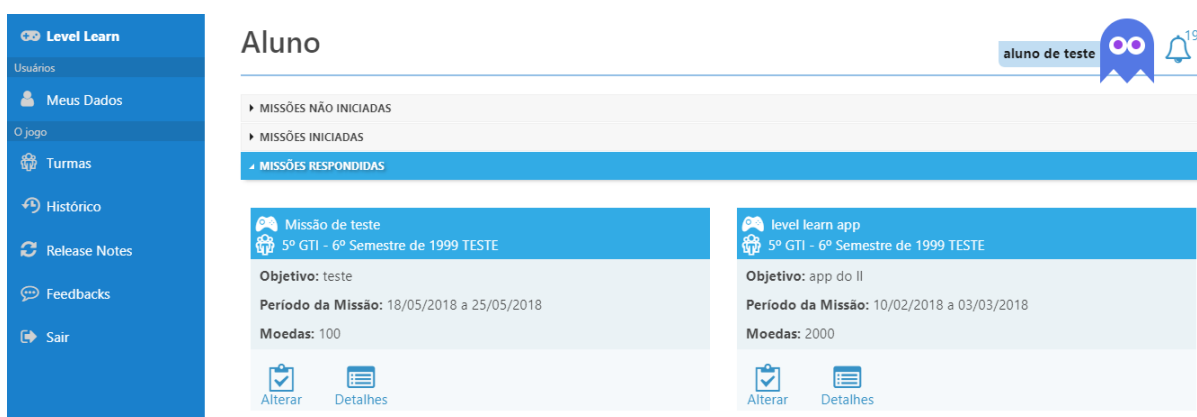 Level Learn
Usuários
Meus Dados
O jogo
Turmas
Histórico
Release Notes
Feedbacks
Sair
Aluno
aluno de teste
19
MISSÕES NÃO INICIADAS
MISSÕES INICIADAS
MISSÕES RESPONDIDAS
Missão de teste
5º GTI - 6º Semestre de 1999 TESTE
Objetivo: teste
Período da Missão: 18/05/2018 a 25/05/2018
Moedas: 100
Alterar Detalhes
level learn app
5º GTI - 6º Semestre de 1999 TESTE
Objetivo: app do II
Período da Missão: 10/02/2018 a 03/03/2018
Moedas: 2000
Alterar Detalhes